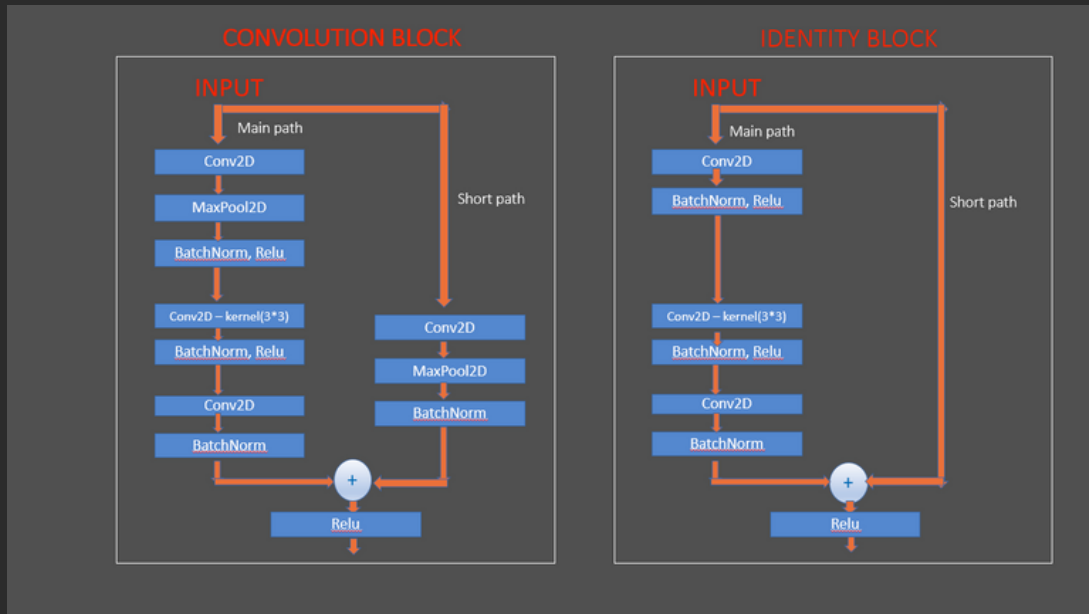 CONVOLUTION BLOCK
INPUT
Main path
Conv2D
MaxPool2D
BatchNorm, Relu
Conv2D – kernel(3*3)
BatchNorm, Relu
Conv2D
BatchNorm
Short path
Conv2D
MaxPool2D
BatchNorm
+
Relu
IDENTITY BLOCK
INPUT
Main path
Conv2D
BatchNorm, Relu
Conv2D – kernel(3*3)
BatchNorm, Relu
Conv2D
BatchNorm
Short path
+
Relu